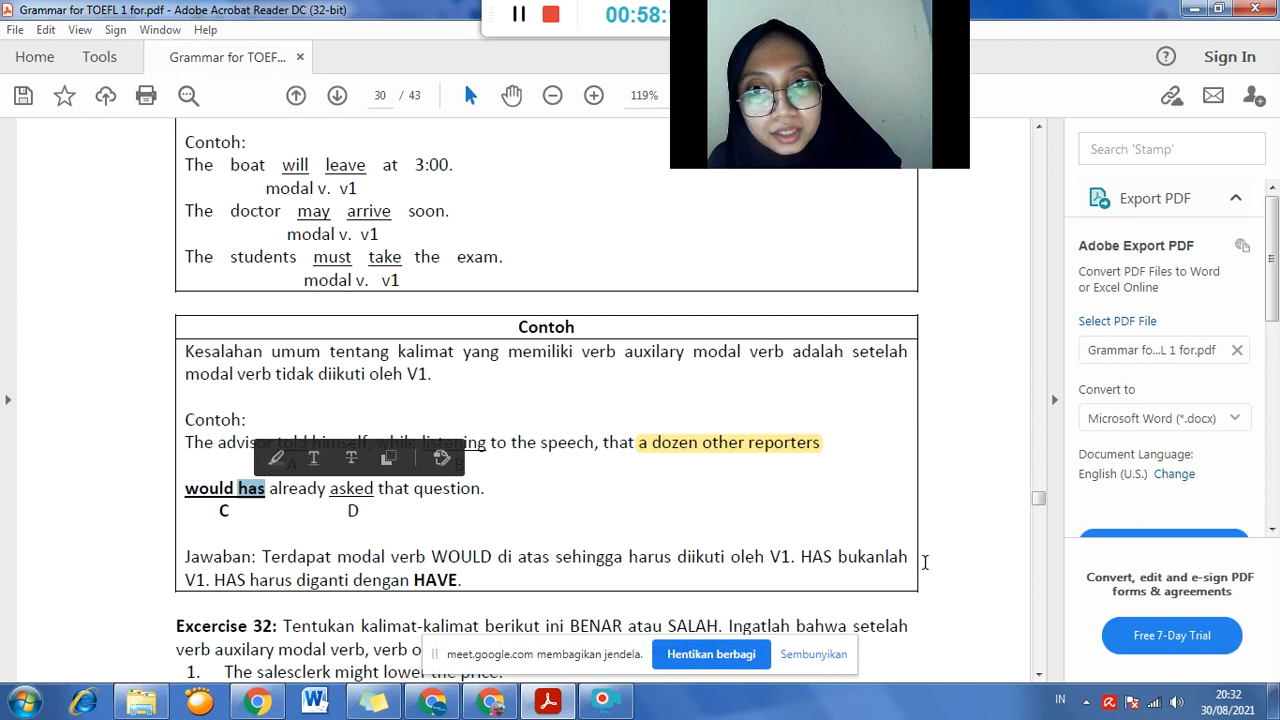 Grammar for TOEFL 1 for.pdf - Adobe Acrobat Reader DC (32-bit)
00:58:
File Edit View Sign Window Help
Home Tools Grammar for TOEF... ×
Sign In
30 / 43
119%
Contoh:
The boat will leave at 3:00.
modal v. v1
The doctor may arrive soon.
modal v. v1
The students must take the exam.
modal v. v1
Contoh
Kesalahan umum tentang kalimat yang memiliki verb auxilary modal verb adalah setelah
modal verb tidak diikuti oleh V1.
Contoh:
The advisor told himself, while listening to the speech, that a dozen other reporters
A B
would has already asked that question.
C D
Jawaban: Terdapat modal verb WOULD di atas sehingga harus diikuti oleh V1. HAS bukanlah
V1. HAS harus diganti dengan HAVE.
Excercise 32: Tentukan kalimat-kalimat berikut ini BENAR atau SALAH. Ingatlah bahwa setelah
verb auxilary modal verb, verb
1. The salesclerk might lower the price.
meet.google.com membagikan jendela. Hentikan berbagi Sembunyikan
Search 'Stamp'
Export PDF
Adobe Export PDF
Convert PDF Files to Word
or Excel Online
Select PDF File
Grammar fo...L 1 for.pdf ×
Convert to
Microsoft Word (*.docx)
Document Language:
English (U.S.) Change
Convert, edit and e-sign PDF
forms & agreements
Free 7-Day Trial
IN
20:32
30/08/2021